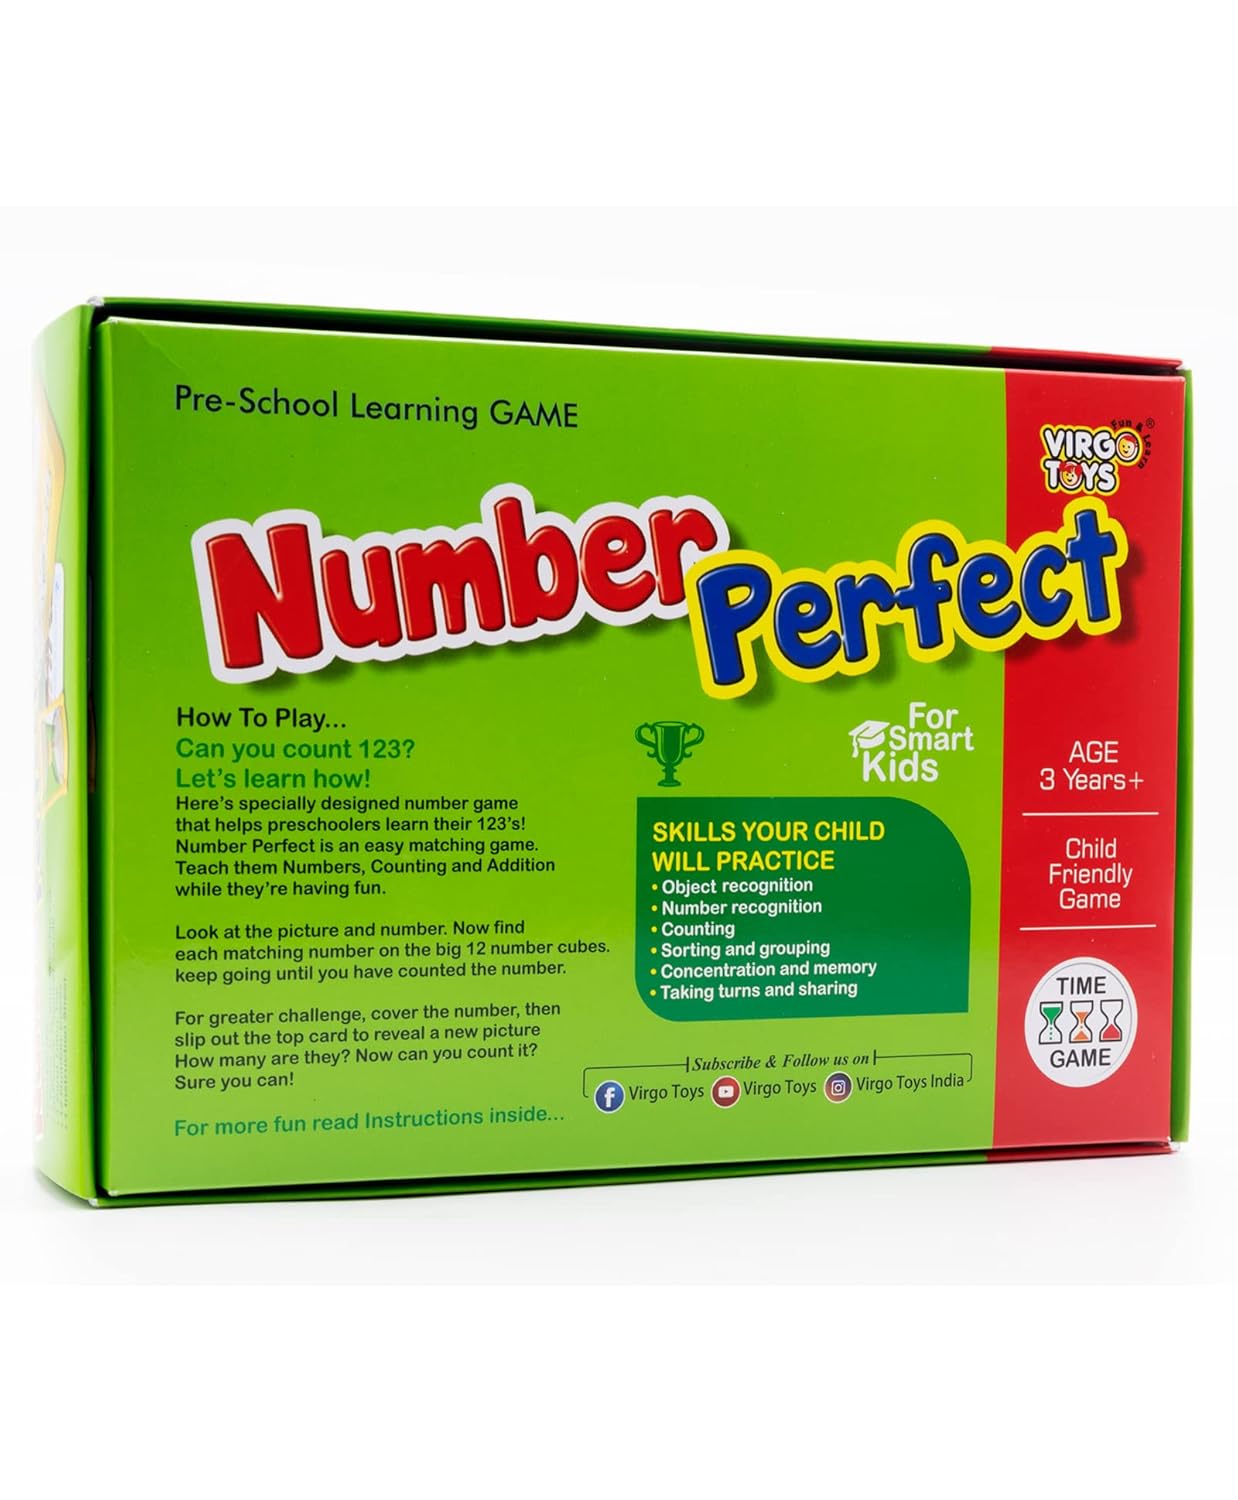 Pre-School Learning GAME
Fun & Learn
®
VIRGO
TOYS
Number
Perfect
For
Smart
Kids
How To Play...
Can you count 123?
Let's learn how!
Here's specially designed number game
that helps preschoolers learn their 123's!
Number Perfect is an easy matching game.
Teach them Numbers, Counting and Addition
while they're having fun.
Look at the picture and number. Now find
each matching number on the big 12 number cubes.
keep going until you have counted the number.
For greater challenge, cover the number, then
slip out the top card to reveal a new picture
How many are they? Now can you count it?
Sure you can!
For more fun read Instructions inside...
SKILLS YOUR CHILD
WILL PRACTICE
• Object recognition
• Number recognition
• Counting
• Sorting and grouping
• Concentration and memory
• Taking turns and sharing
Subscribe & Follow us on
f Virgo Toys Virgo Toys Virgo Toys India
AGE
3 Years+
Child
Friendly
Game
TIME
GAME